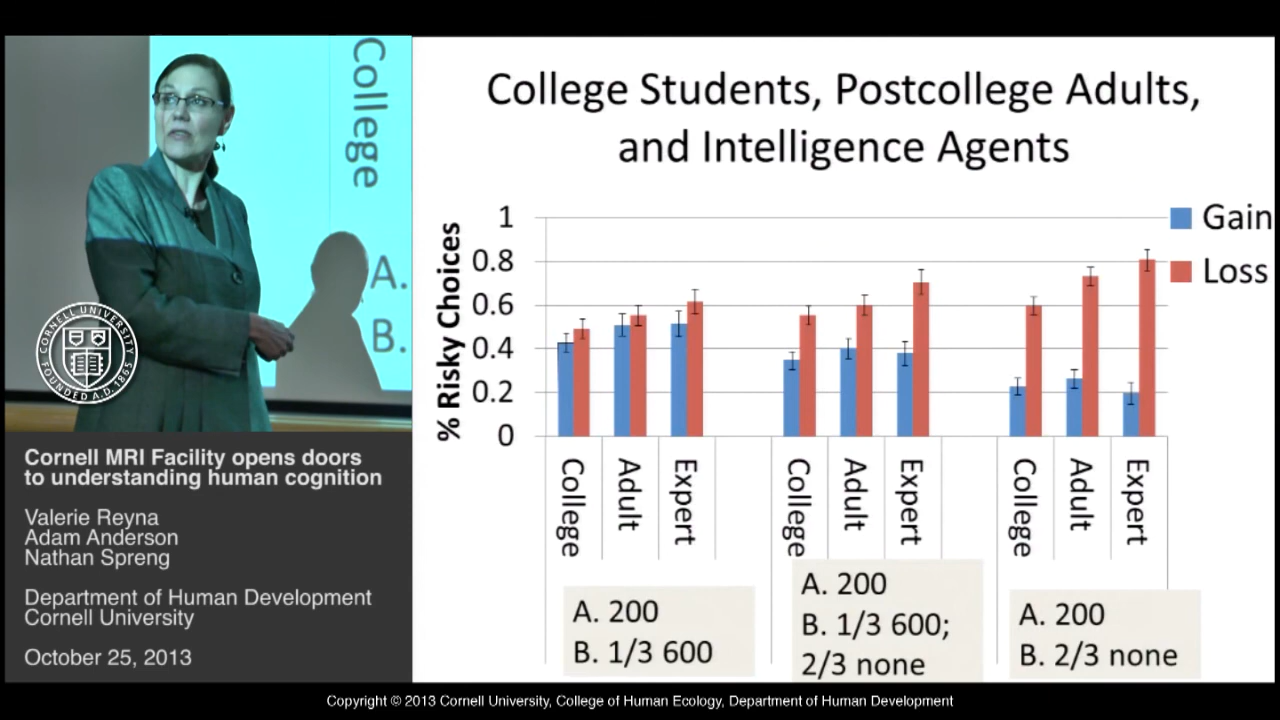 College
A.
B.
CORNELL UNIVERSITY
FOUNDED A.D. 1865
Cornell MRI Facility opens doors
to understanding human cognition
Valerie Reyna
Adam Anderson
Nathan Spreng
Department of Human Development
Cornell University
October 25, 2013
College Students, Postcollege Adults,
and Intelligence Agents
% Risky Choices
1
0.8
0.6
0.4
0.2
0
Gain
Loss
College
Adult
Expert
College
Adult
Expert
College
Adult
Expert
A. 200
B. 1/3 600
A. 200
B. 1/3 600;
2/3 none
A. 200
B. 2/3 none
Copyright © 2013 Cornell University, College of Human Ecology, Department of Human Development